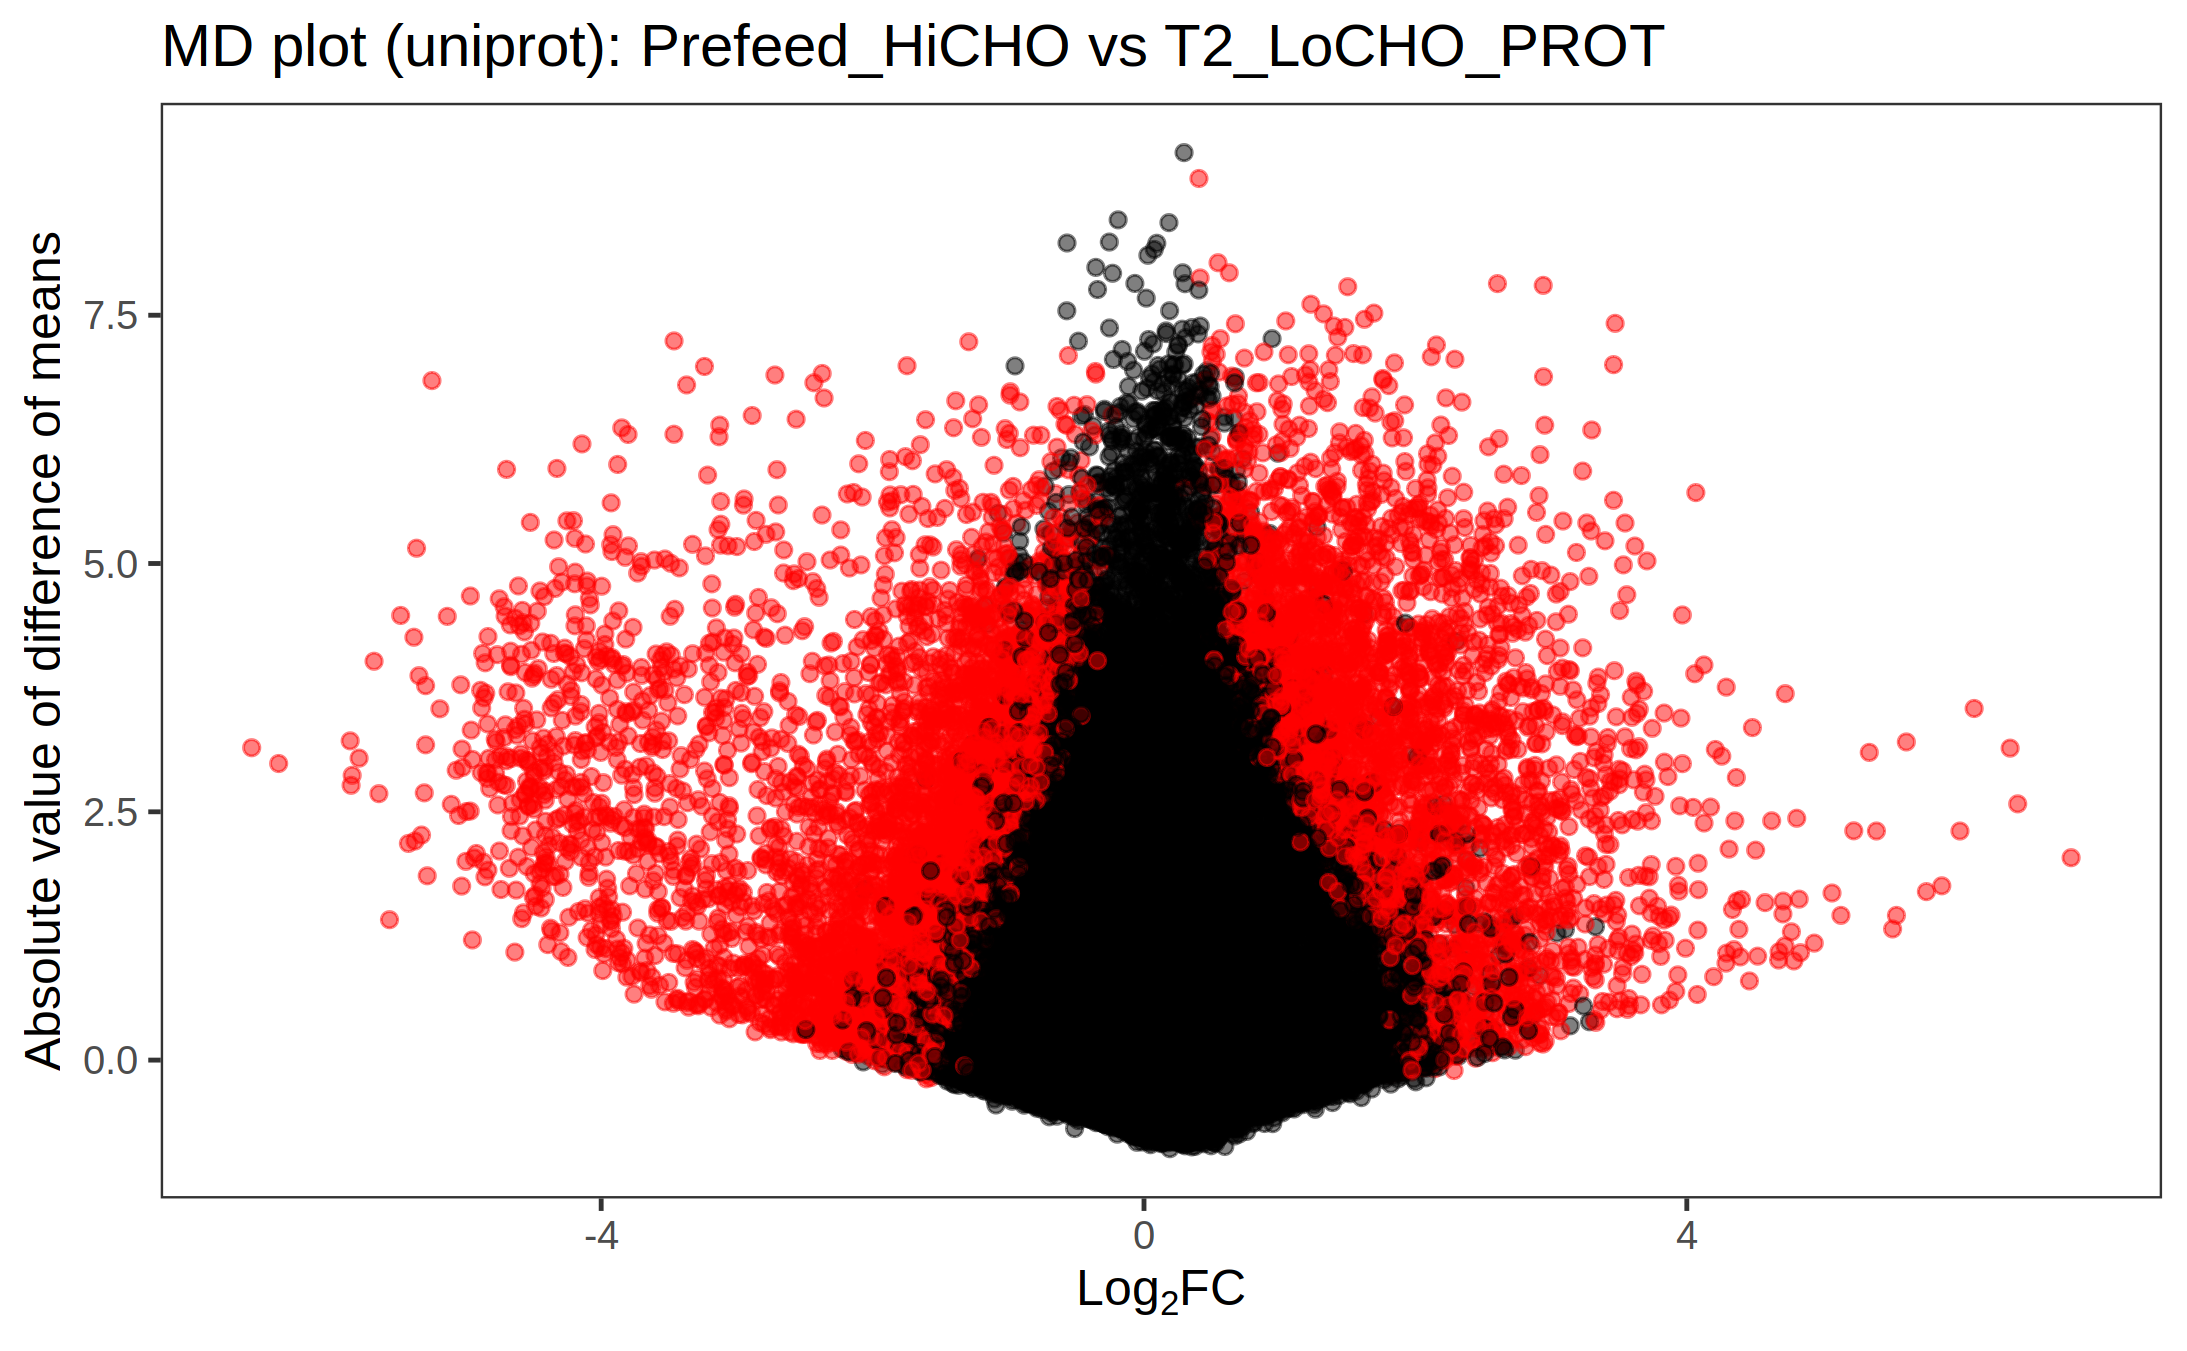 MD plot (uniprot): Prefeed_HiCHO vs T2_LoCHO_PROT
Absolute value of difference of means
7.5
5.0
2.5
0.0
-4 0 4
Log₂FC